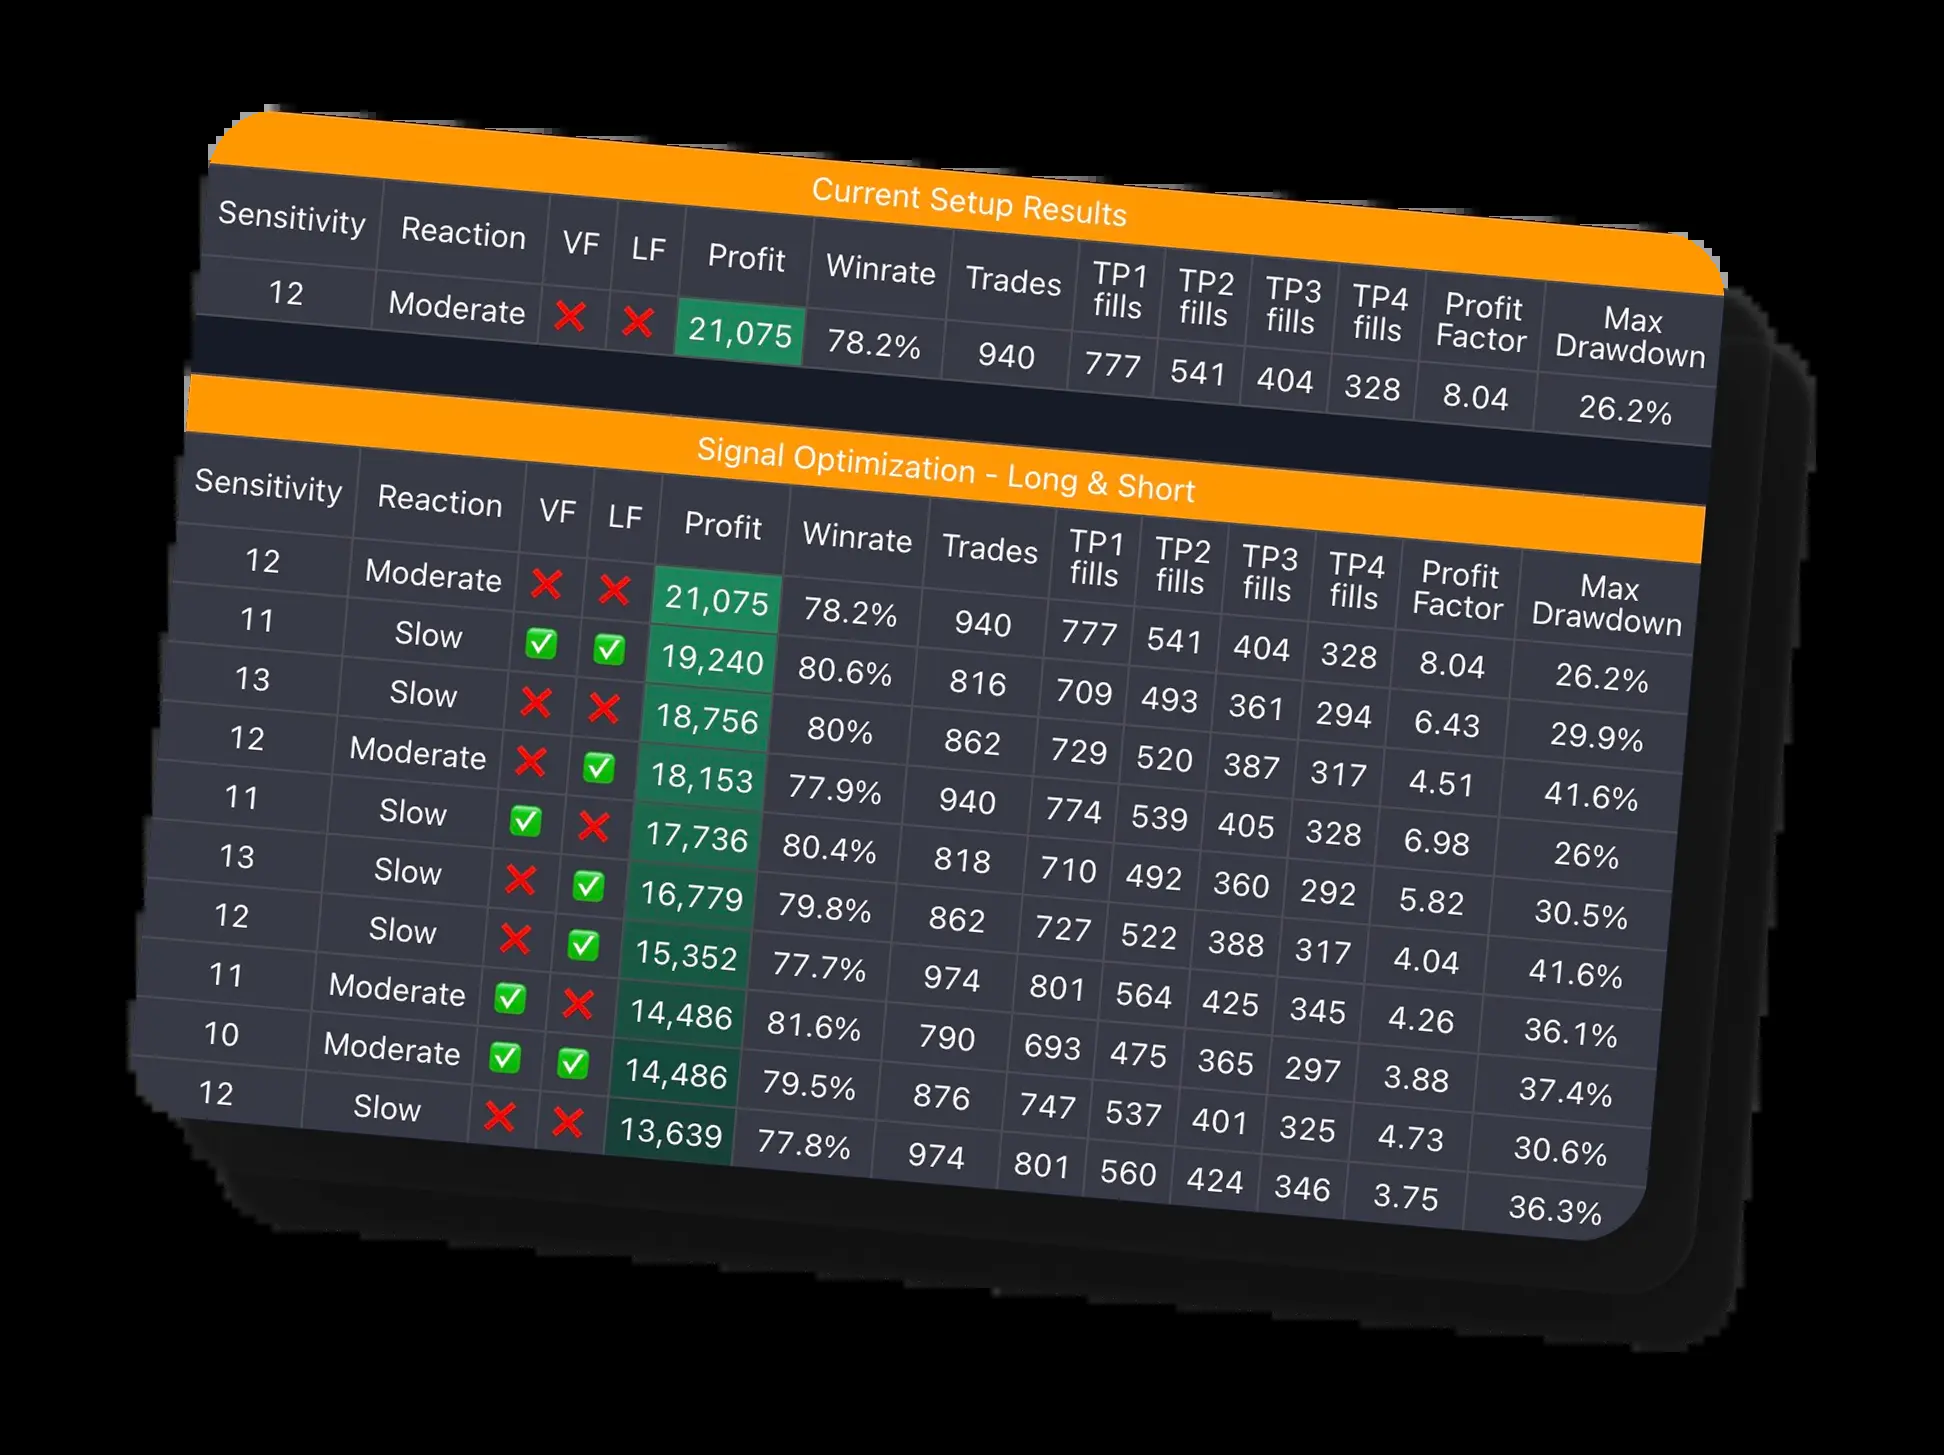 Current Setup Results
Sensitivity Reaction VF LF Profit Winrate Trades TP1 fills TP2 fills TP3 fills TP4 fills Profit Factor Max Drawdown
12 Moderate ❌ ❌ 21,075 78.2% 940 777 541 404 328 8.04 26.2%
Signal Optimization - Long & Short
Sensitivity Reaction VF LF Profit Winrate Trades TP1 fills TP2 fills TP3 fills TP4 fills Profit Factor Max Drawdown
12 Moderate ❌ ❌ 21,075 78.2% 940 777 541 404 328 8.04 26.2%
11 Slow ✅ ✅ 19,240 80.6% 816 709 493 361 294 6.43 29.9%
13 Slow ❌ ❌ 18,756 80% 862 729 520 387 317 4.51 41.6%
12 Moderate ❌ ✅ 18,153 77.9% 940 774 539 405 328 6.98 26%
11 Slow ✅ ❌ 17,736 80.4% 818 710 492 360 292 5.82 30.5%
13 Slow ❌ ✅ 16,779 79.8% 862 727 522 388 317 4.04 41.6%
12 Slow ❌ ✅ 15,352 77.7% 974 801 564 425 345 4.26 36.1%
11 Moderate ✅ ❌ 14,486 81.6% 790 693 475 365 297 3.88 37.4%
10 Moderate ✅ ✅ 14,486 79.5% 876 747 537 401 325 4.73 30.6%
12 Slow ❌ ❌ 13,639 77.8% 974 801 560 424 346 3.75 36.3%